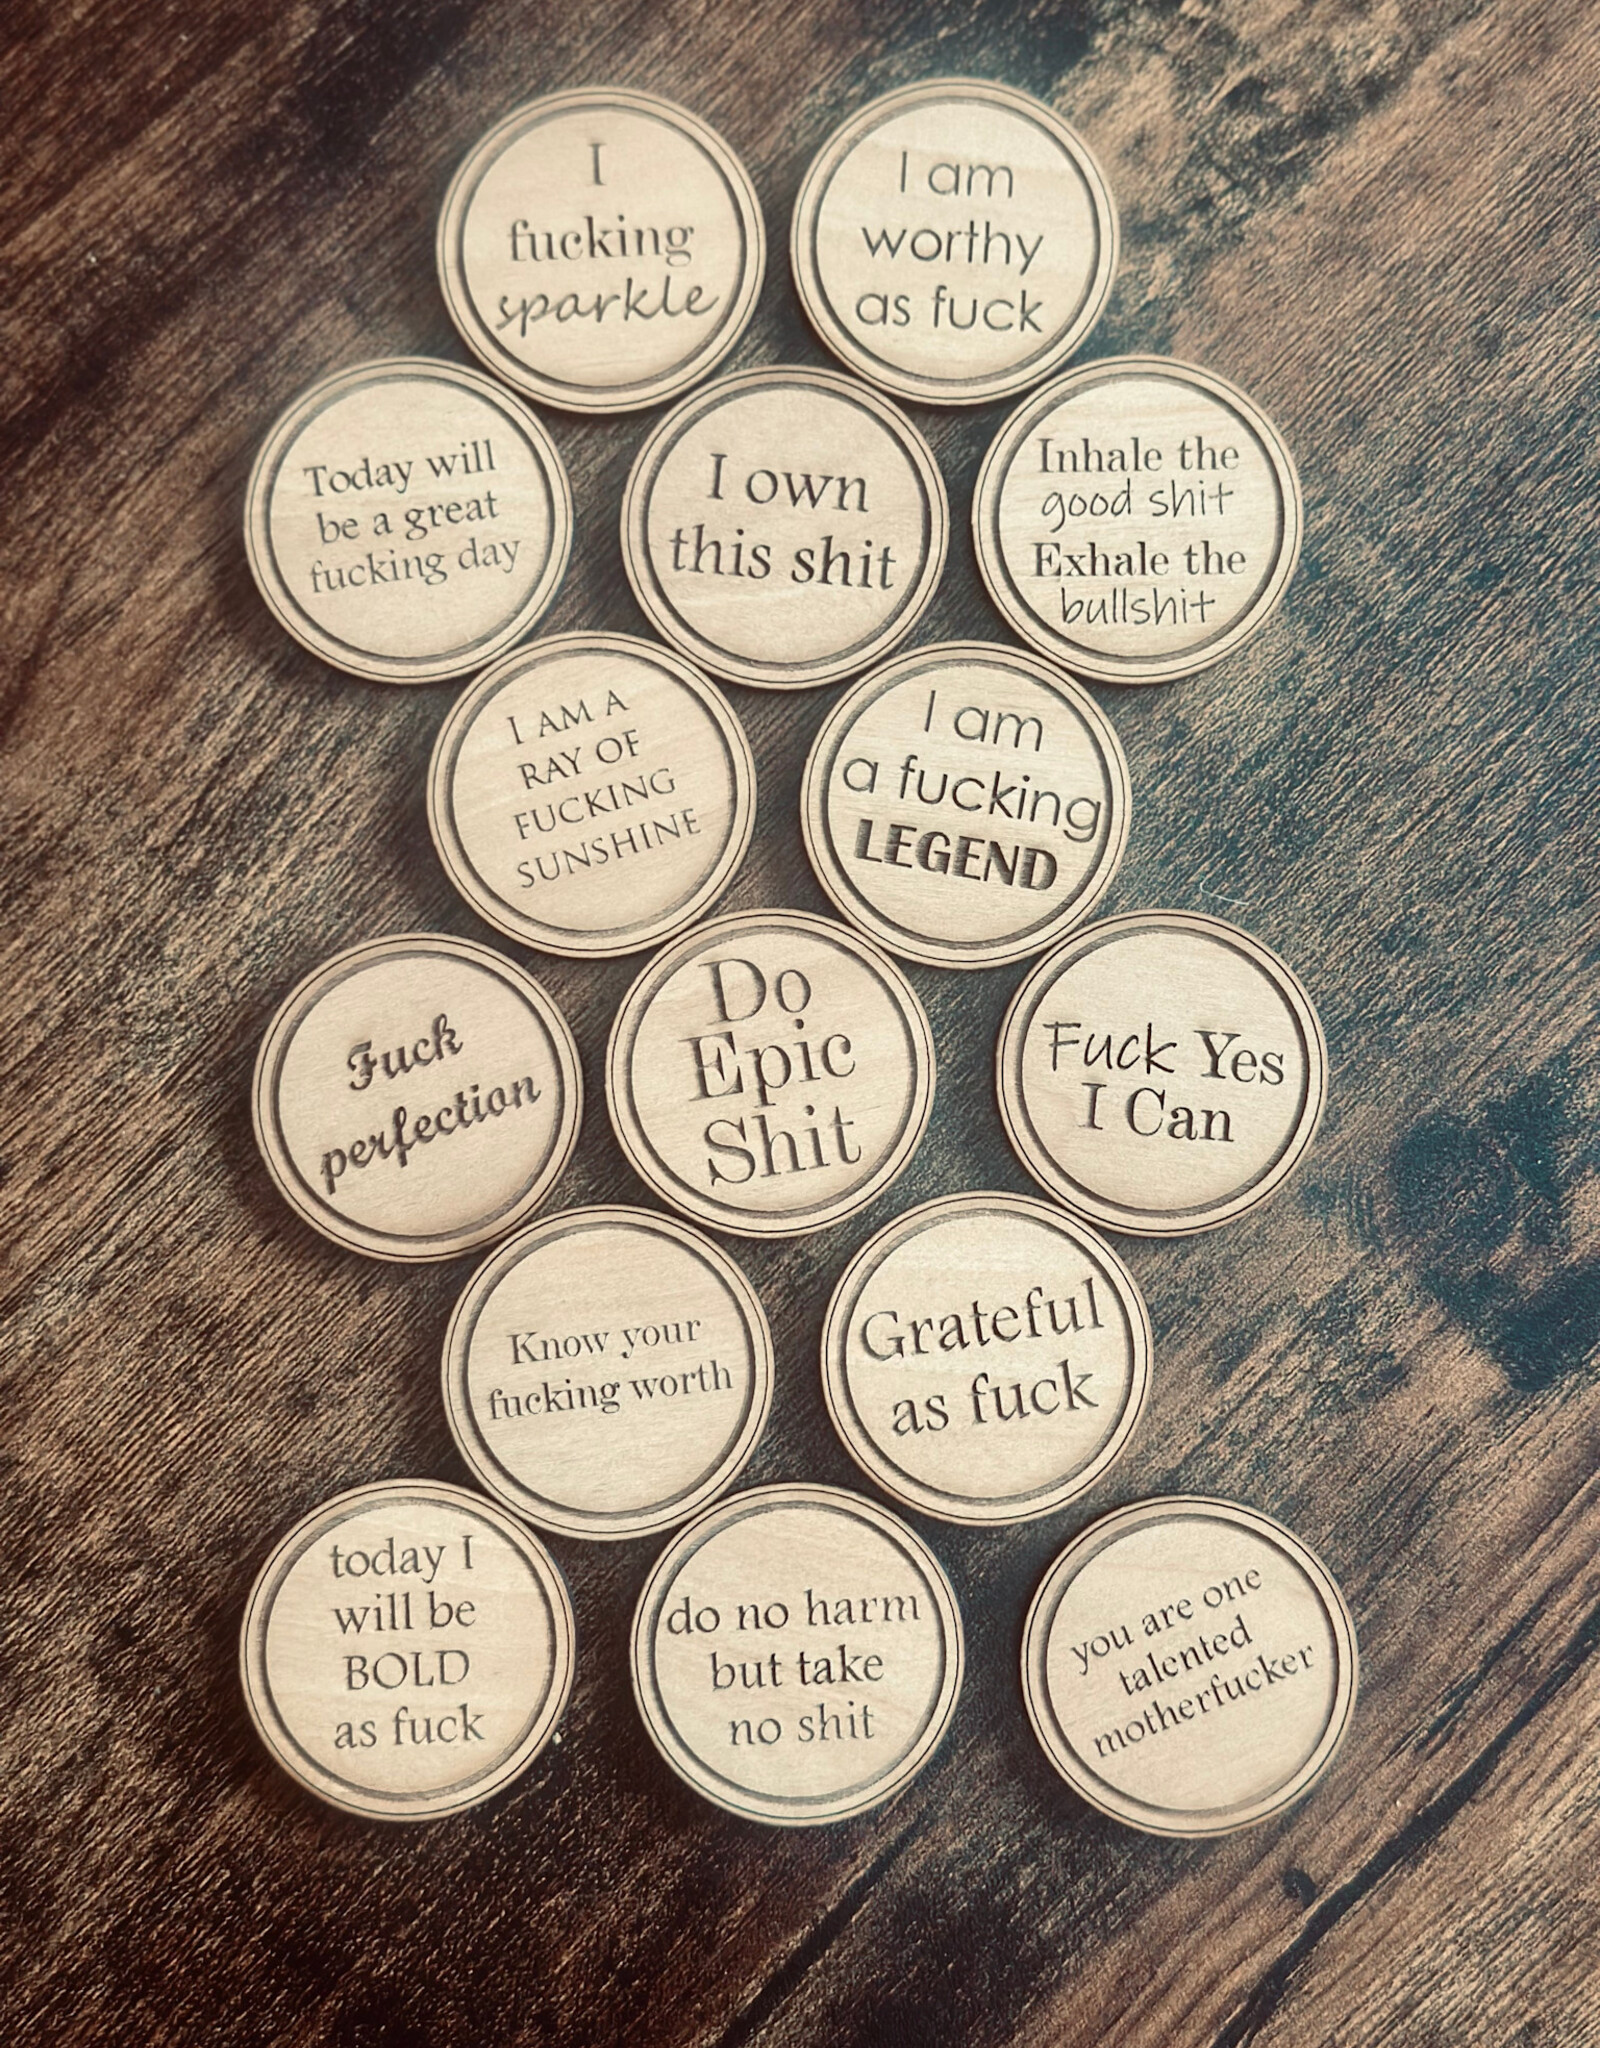 I
fucking
sparkle
I am
worthy
as fuck
Today will
be a great
fucking day
I own
this shit
Inhale the
good shit
Exhale the
bullshit
I AM A
RAY OF
FUCKING
SUNSHINE
I am
a fucking
LEGEND
Fuck
perfection
Do
Epic
Shit
Fuck Yes
I Can
Know your
fucking worth
Grateful
as fuck
today I
will be
BOLD
as fuck
do no harm
but take
no shit
you are one
talented
motherfucker